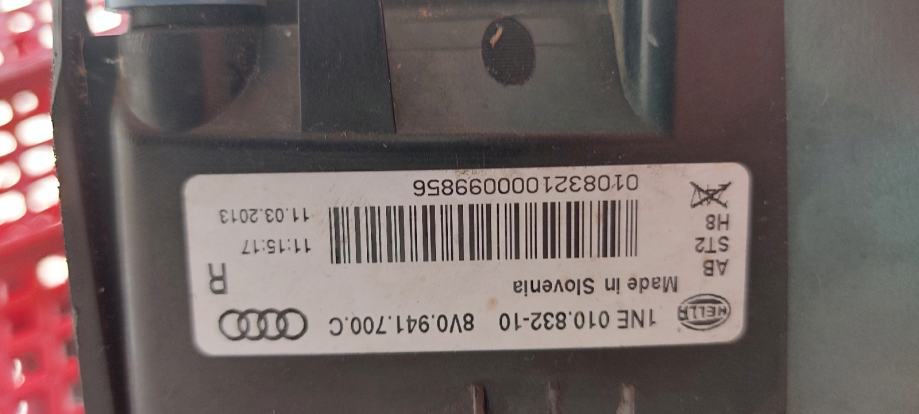 HELLA 1NE 010.832-10 8V0.941.700.C
Made in Slovenia R
AB
ST2 11:15:17
H8 11.03.2013
010832100099856